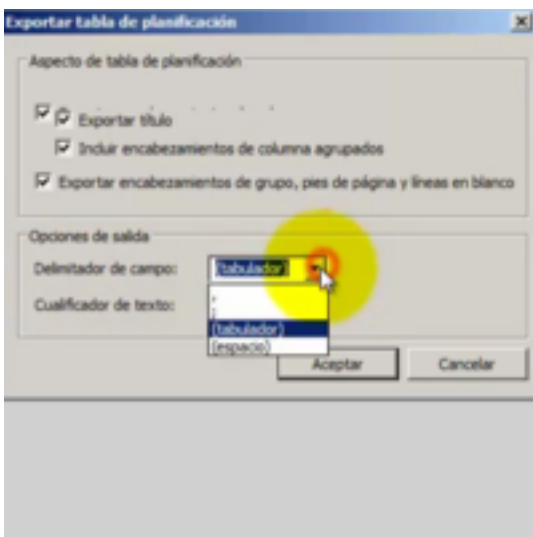 Exportar tabla de planificación
Aspecto de tabla de planificación
Exportar título
Incluir encabezamientos de columna agrupados
Exportar encabezamientos de grupo, pies de página y líneas en blanco
Opciones de salida
Delimitador de campo:
(tabulador)
,
Cualificador de texto:
(tabulador)
(espacio)
Aceptar
Cancelar